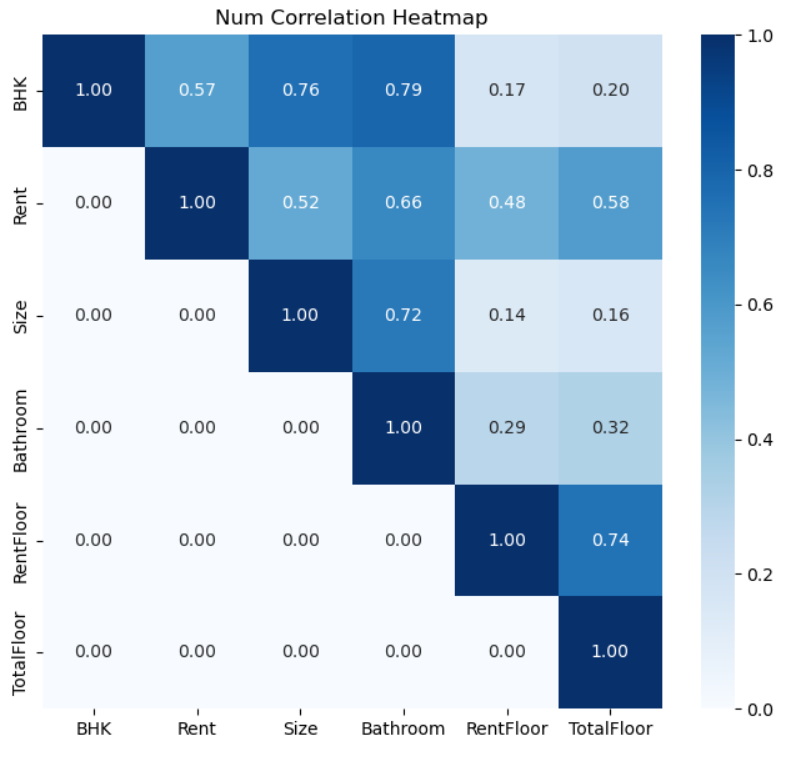 Num Correlation Heatmap
BHK 1.00 0.57 0.76 0.79 0.17 0.20
Rent 0.00 1.00 0.52 0.66 0.48 0.58
Size 0.00 0.00 1.00 0.72 0.14 0.16
Bathroom 0.00 0.00 0.00 1.00 0.29 0.32
RentFloor 0.00 0.00 0.00 0.00 1.00 0.74
TotalFloor 0.00 0.00 0.00 0.00 0.00 1.00
BHK Rent Size Bathroom RentFloor TotalFloor
1.0
0.8
0.6
0.4
0.2
0.0